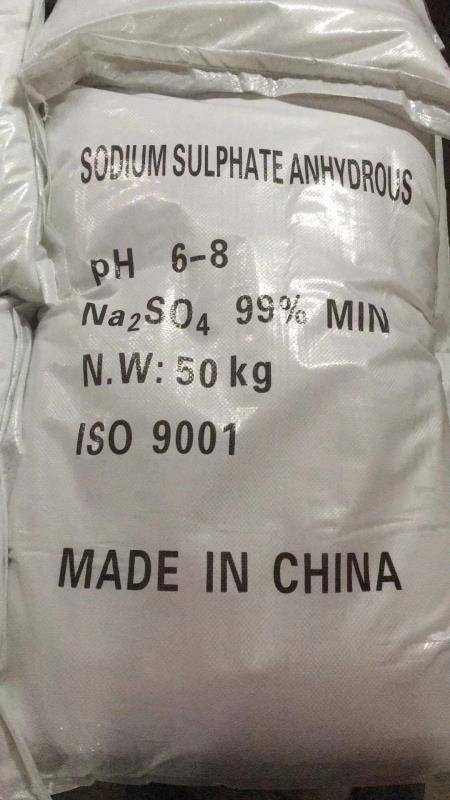 SODIUM SULPHATE ANHYDROUS
pH 6-8
Na₂SO₄ 99% MIN
N.W: 50 kg
ISO 9001
MADE IN CHINA